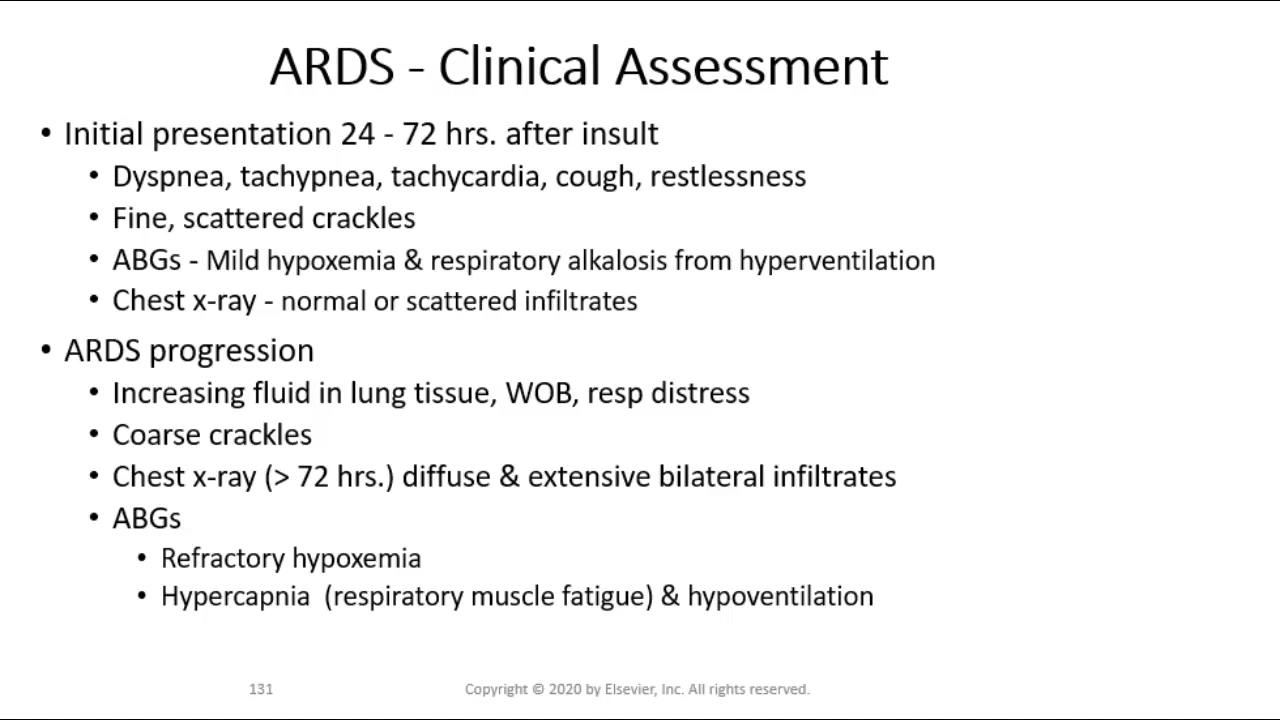 ARDS - Clinical Assessment
• Initial presentation 24 - 72 hrs. after insult
• Dyspnea, tachypnea, tachycardia, cough, restlessness
• Fine, scattered crackles
• ABGs - Mild hypoxemia & respiratory alkalosis from hyperventilation
• Chest x-ray - normal or scattered infiltrates
• ARDS progression
• Increasing fluid in lung tissue, WOB, resp distress
• Coarse crackles
• Chest x-ray (> 72 hrs.) diffuse & extensive bilateral infiltrates
• ABGs
• Refractory hypoxemia
• Hypercapnia  (respiratory muscle fatigue) & hypoventilation
131 Copyright © 2020 by Elsevier, Inc. All rights reserved.